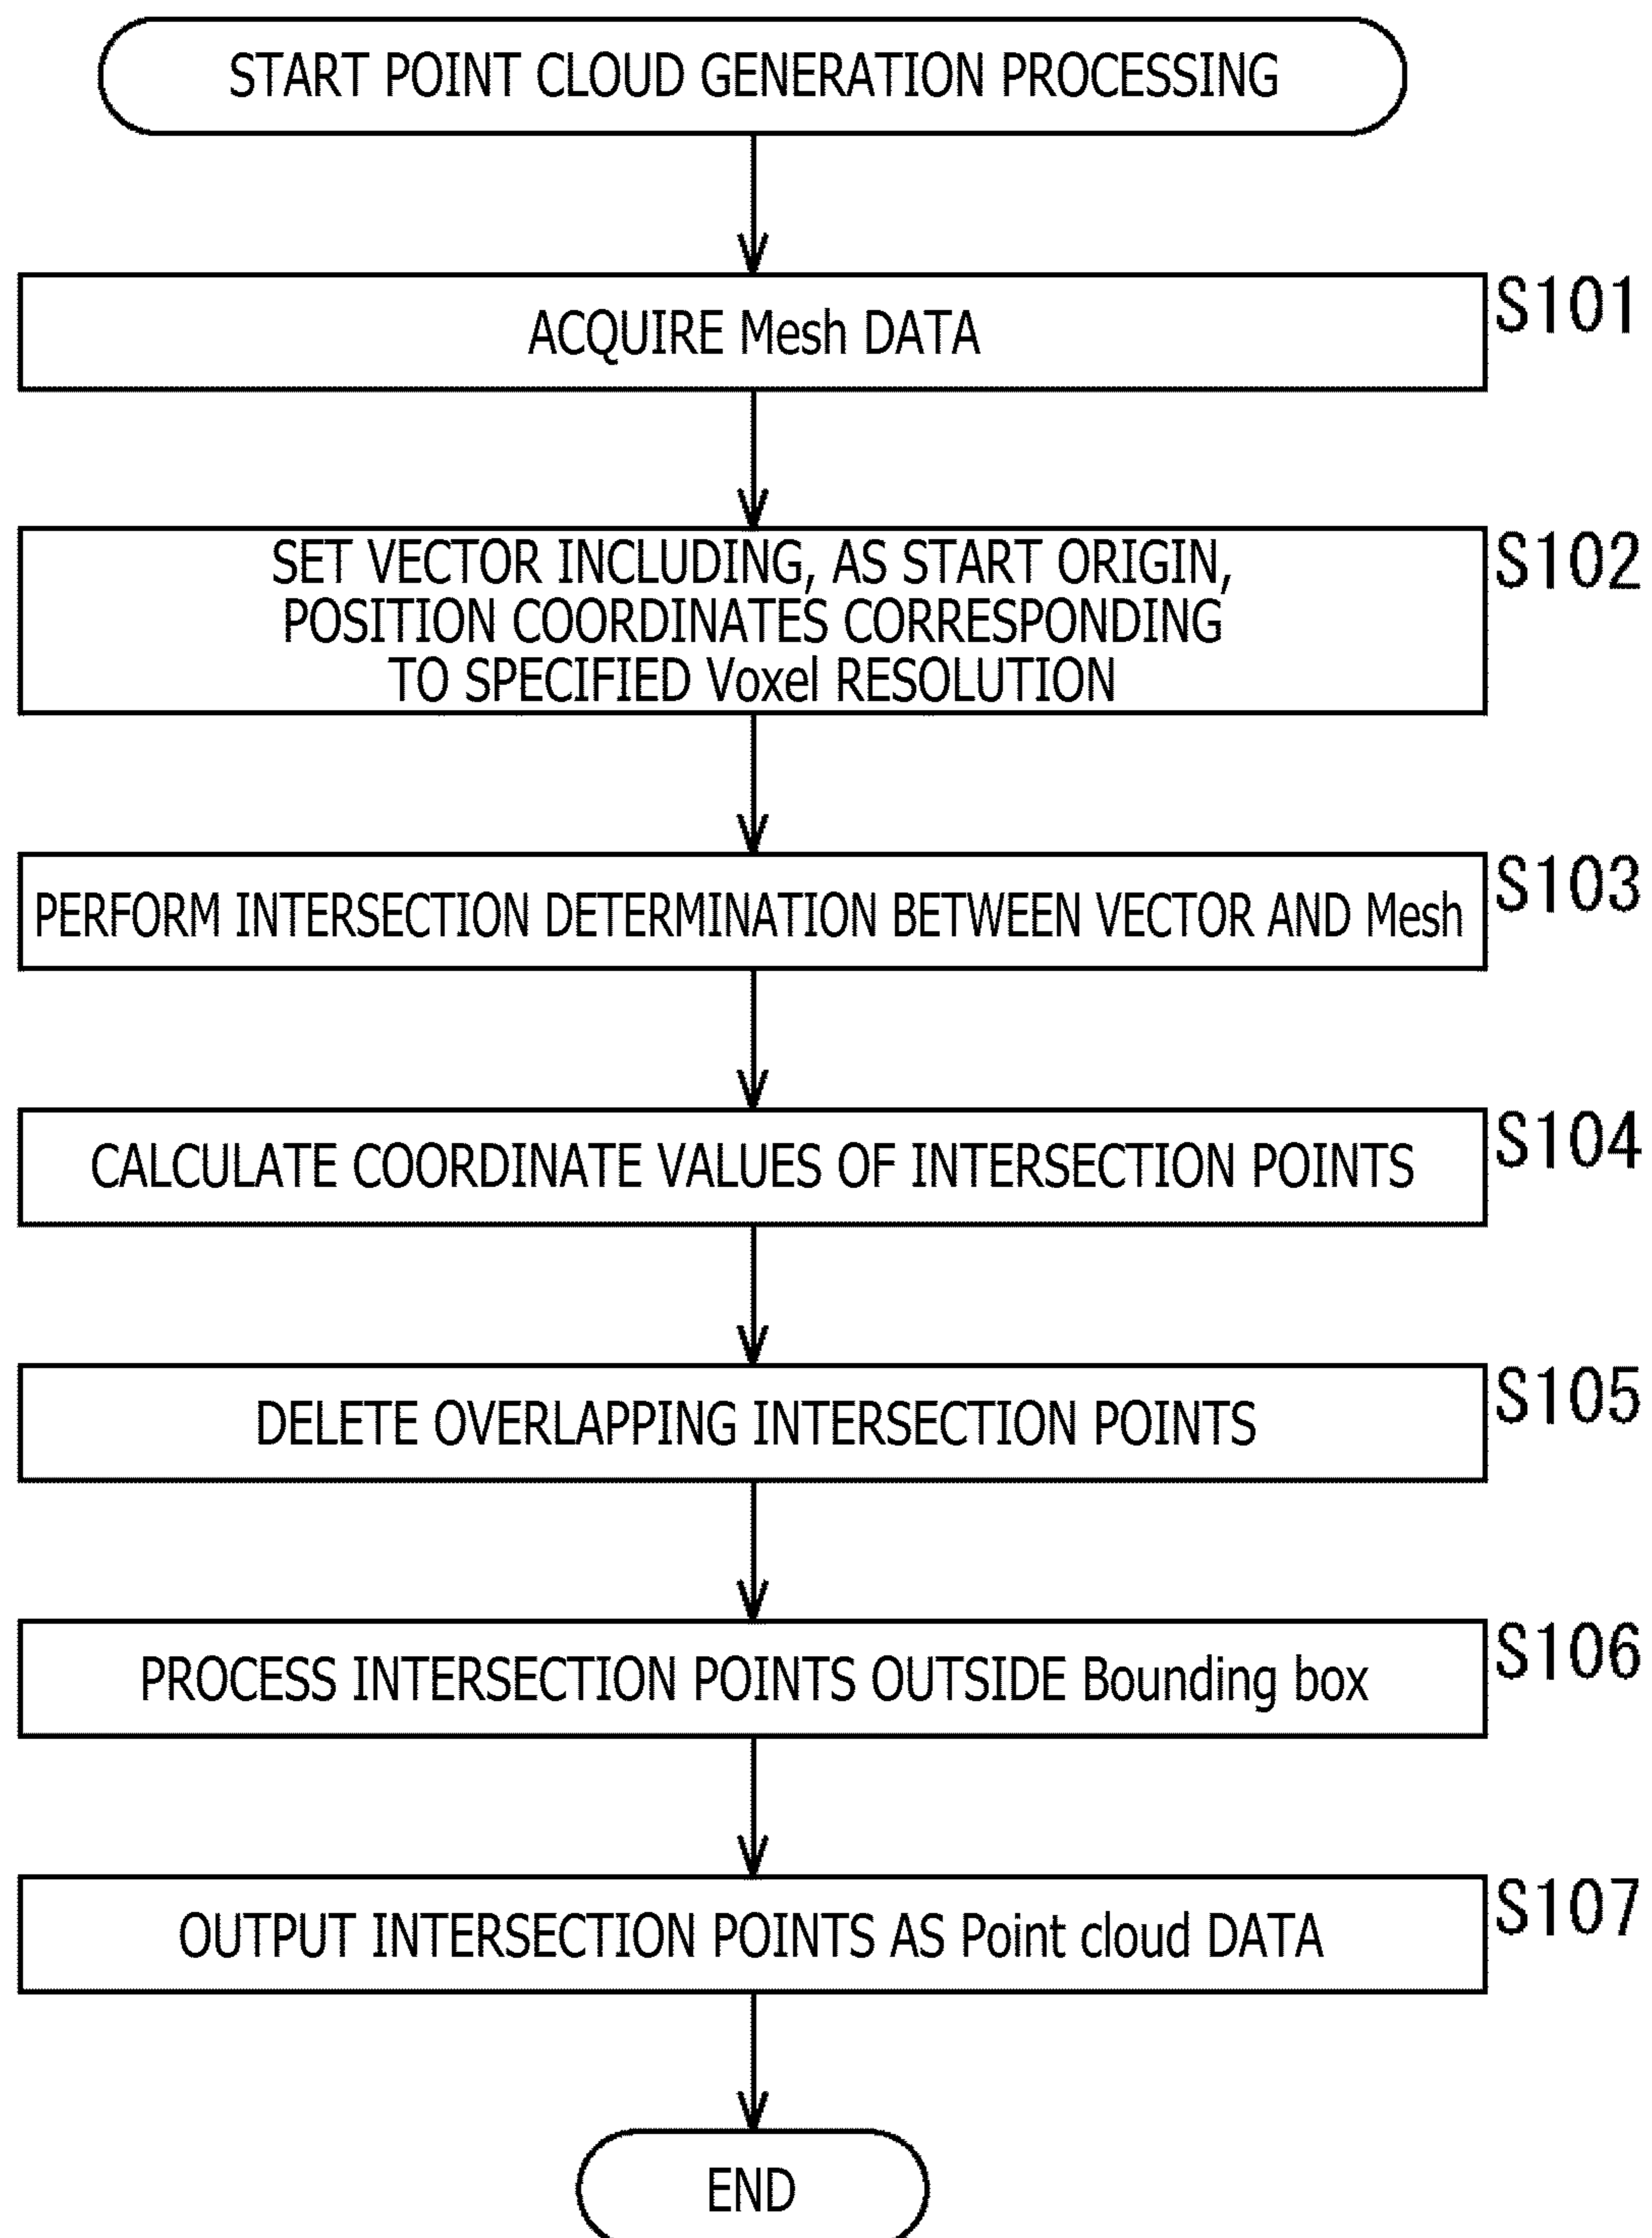 START POINT CLOUD GENERATION PROCESSING
S101
ACQUIRE Mesh DATA
S102
SET VECTOR INCLUDING, AS START ORIGIN,
POSITION COORDINATES CORRESPONDING
TO SPECIFIED Voxel RESOLUTION
S103
PERFORM INTERSECTION DETERMINATION BETWEEN VECTOR AND Mesh
S104
CALCULATE COORDINATE VALUES OF INTERSECTION POINTS
S105
DELETE OVERLAPPING INTERSECTION POINTS
S106
PROCESS INTERSECTION POINTS OUTSIDE Bounding box
S107
OUTPUT INTERSECTION POINTS AS Point cloud DATA
END